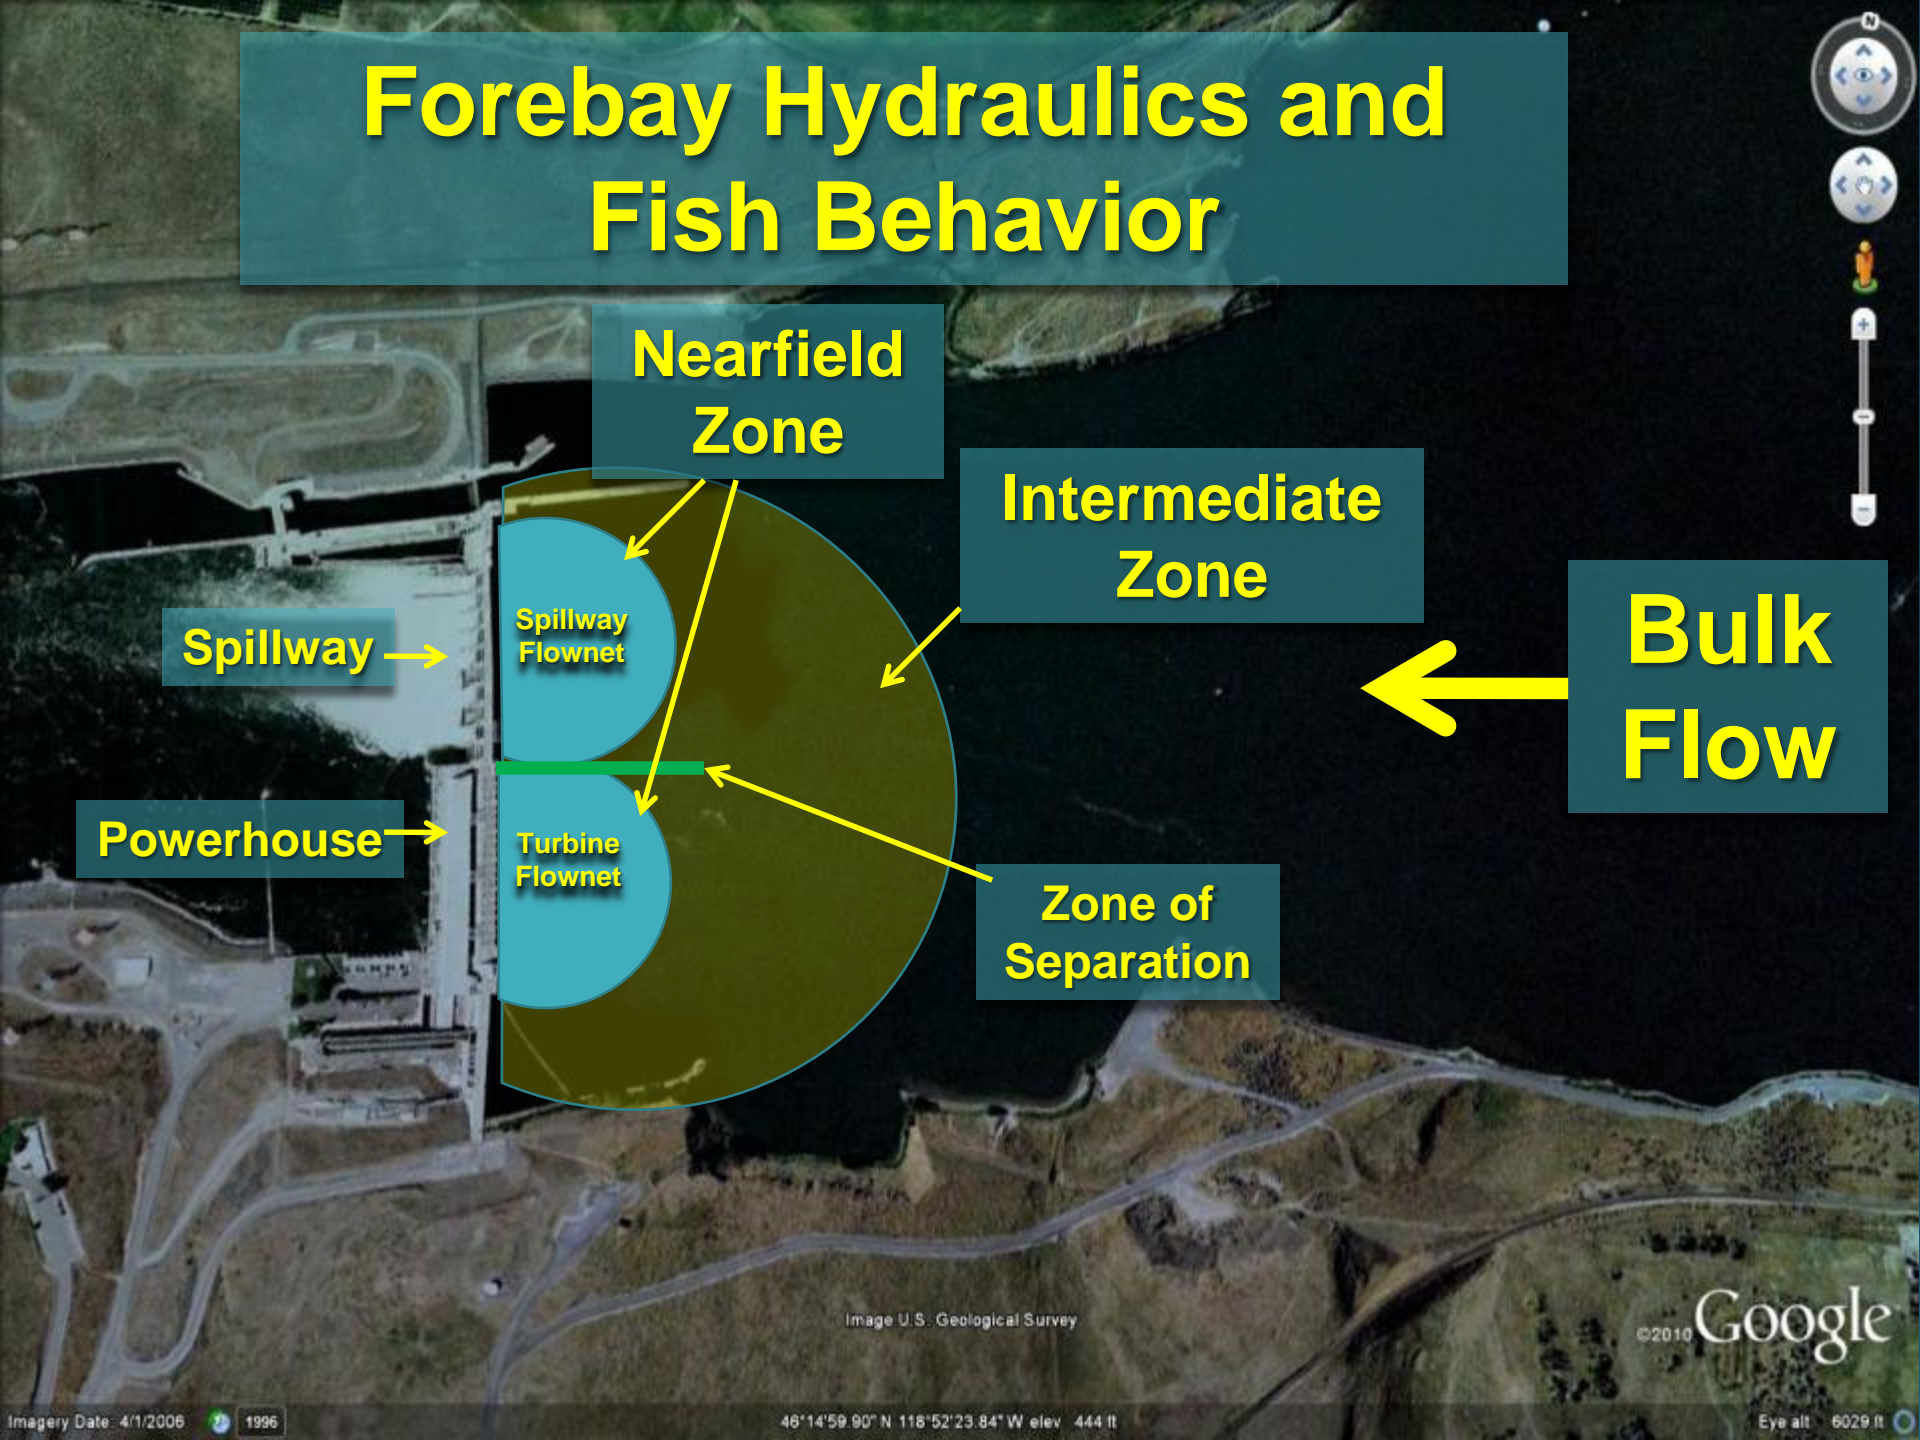 Forebay Hydraulics and
Fish Behavior
N
Nearfield
Zone
Intermediate
Zone
Bulk
Flow
Spillway
Flownet
Spillway
Powerhouse
Turbine
Flownet
Zone of
Separation
Image U.S. Geological Survey
©2010 Google
Imagery Date: 4/1/2006
1996
46°14'59.90" N 118°52'23.84" W elev 444 ft
Eye alt 6029 ft